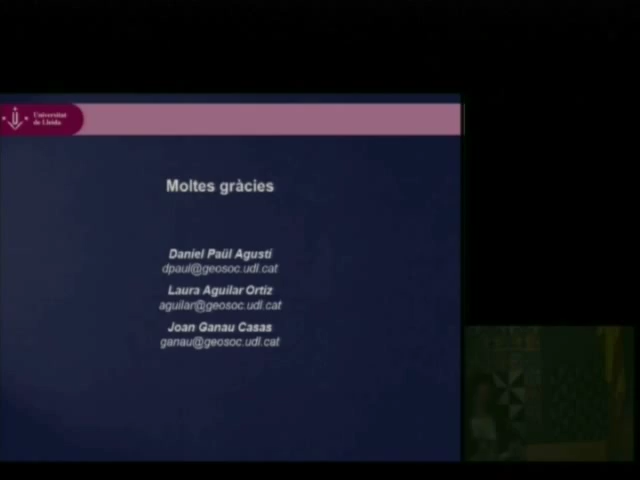 Universitat
de Lleida
Moltes gràcies
Daniel Paül Agustí
dpaul@geosoc.udl.cat
Laura Aguilar Ortiz
aguilar@geosoc.udl.cat
Joan Ganau Casas
ganau@geosoc.udl.cat